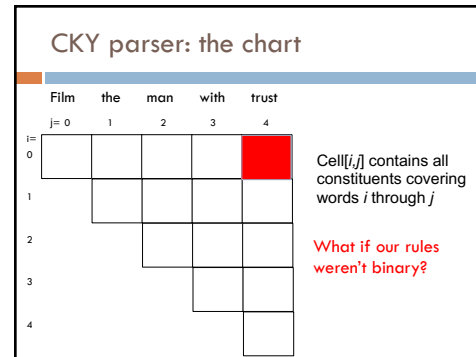 CKY parser: the chart
Film the man with trust
j= 0 1 2 3 4
i=
0
1
2
3
4
Cell[i,j] contains all
constituents covering
words i through j
What if our rules
weren't binary?